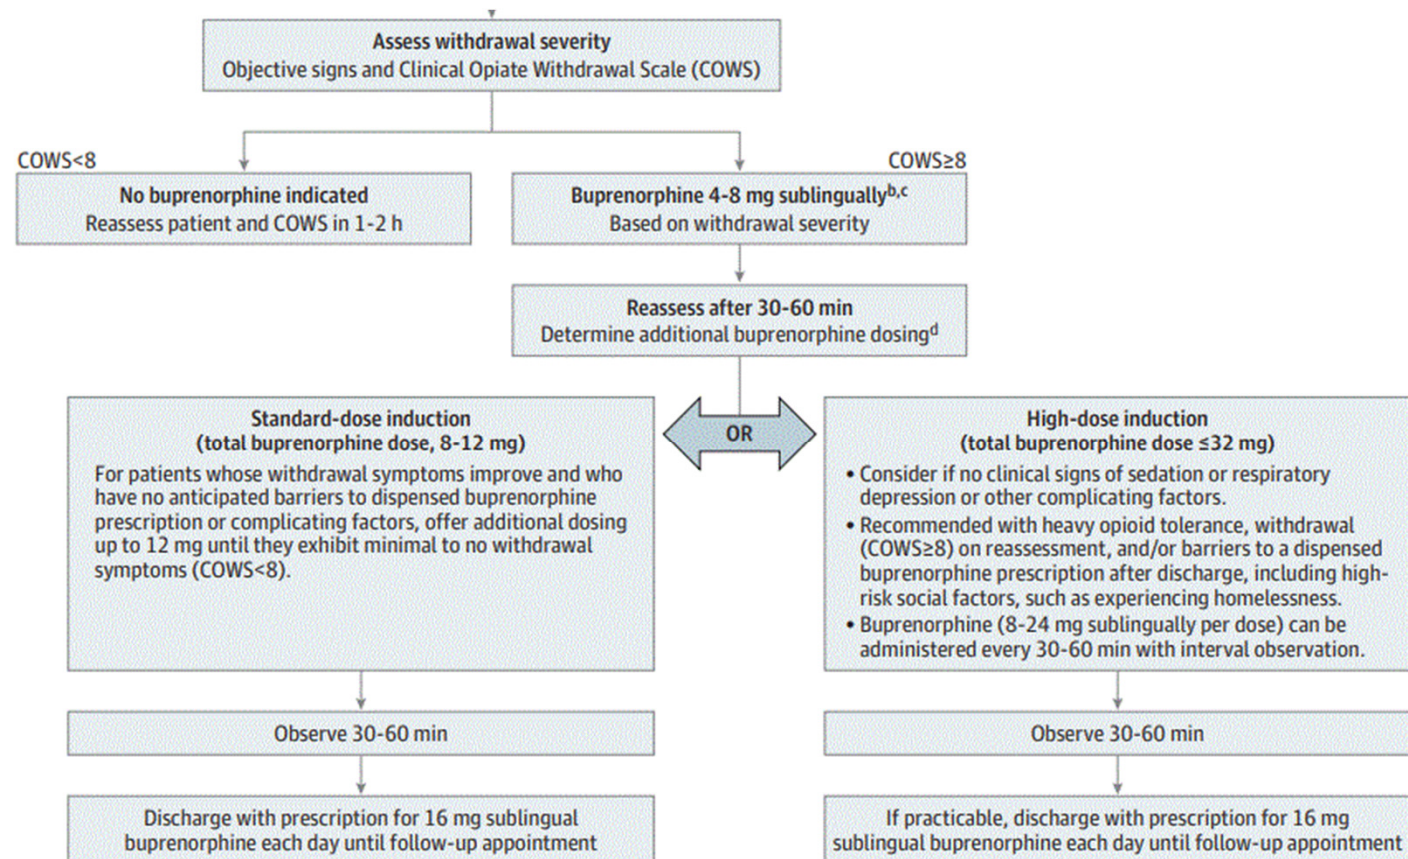 Assess withdrawal severity
Objective signs and Clinical Opiate Withdrawal Scale (COWS)
COWS<8
COWS≥8
No buprenorphine indicated
Reassess patient and COWS in 1-2 h
Buprenorphine 4-8 mg sublinguallyb,c
Based on withdrawal severity
Reassess after 30-60 min
Determine additional buprenorphine dosingd
OR
Standard-dose induction
(total buprenorphine dose, 8-12 mg)
For patients whose withdrawal symptoms improve and who
have no anticipated barriers to dispensed buprenorphine
prescription or complicating factors, offer additional dosing
up to 12 mg until they exhibit minimal to no withdrawal
symptoms (COWS<8).
High-dose induction
(total buprenorphine dose ≤32 mg)
• Consider if no clinical signs of sedation or respiratory
depression or other complicating factors.
• Recommended with heavy opioid tolerance, withdrawal
(COWS≥8) on reassessment, and/or barriers to a dispensed
buprenorphine prescription after discharge, including high-
risk social factors, such as experiencing homelessness.
• Buprenorphine (8-24 mg sublingually per dose) can be
administered every 30-60 min with interval observation.
Observe 30-60 min
Observe 30-60 min
Discharge with prescription for 16 mg sublingual
buprenorphine each day until follow-up appointment
If practicable, discharge with prescription for 16 mg
sublingual buprenorphine each day until follow-up appointment